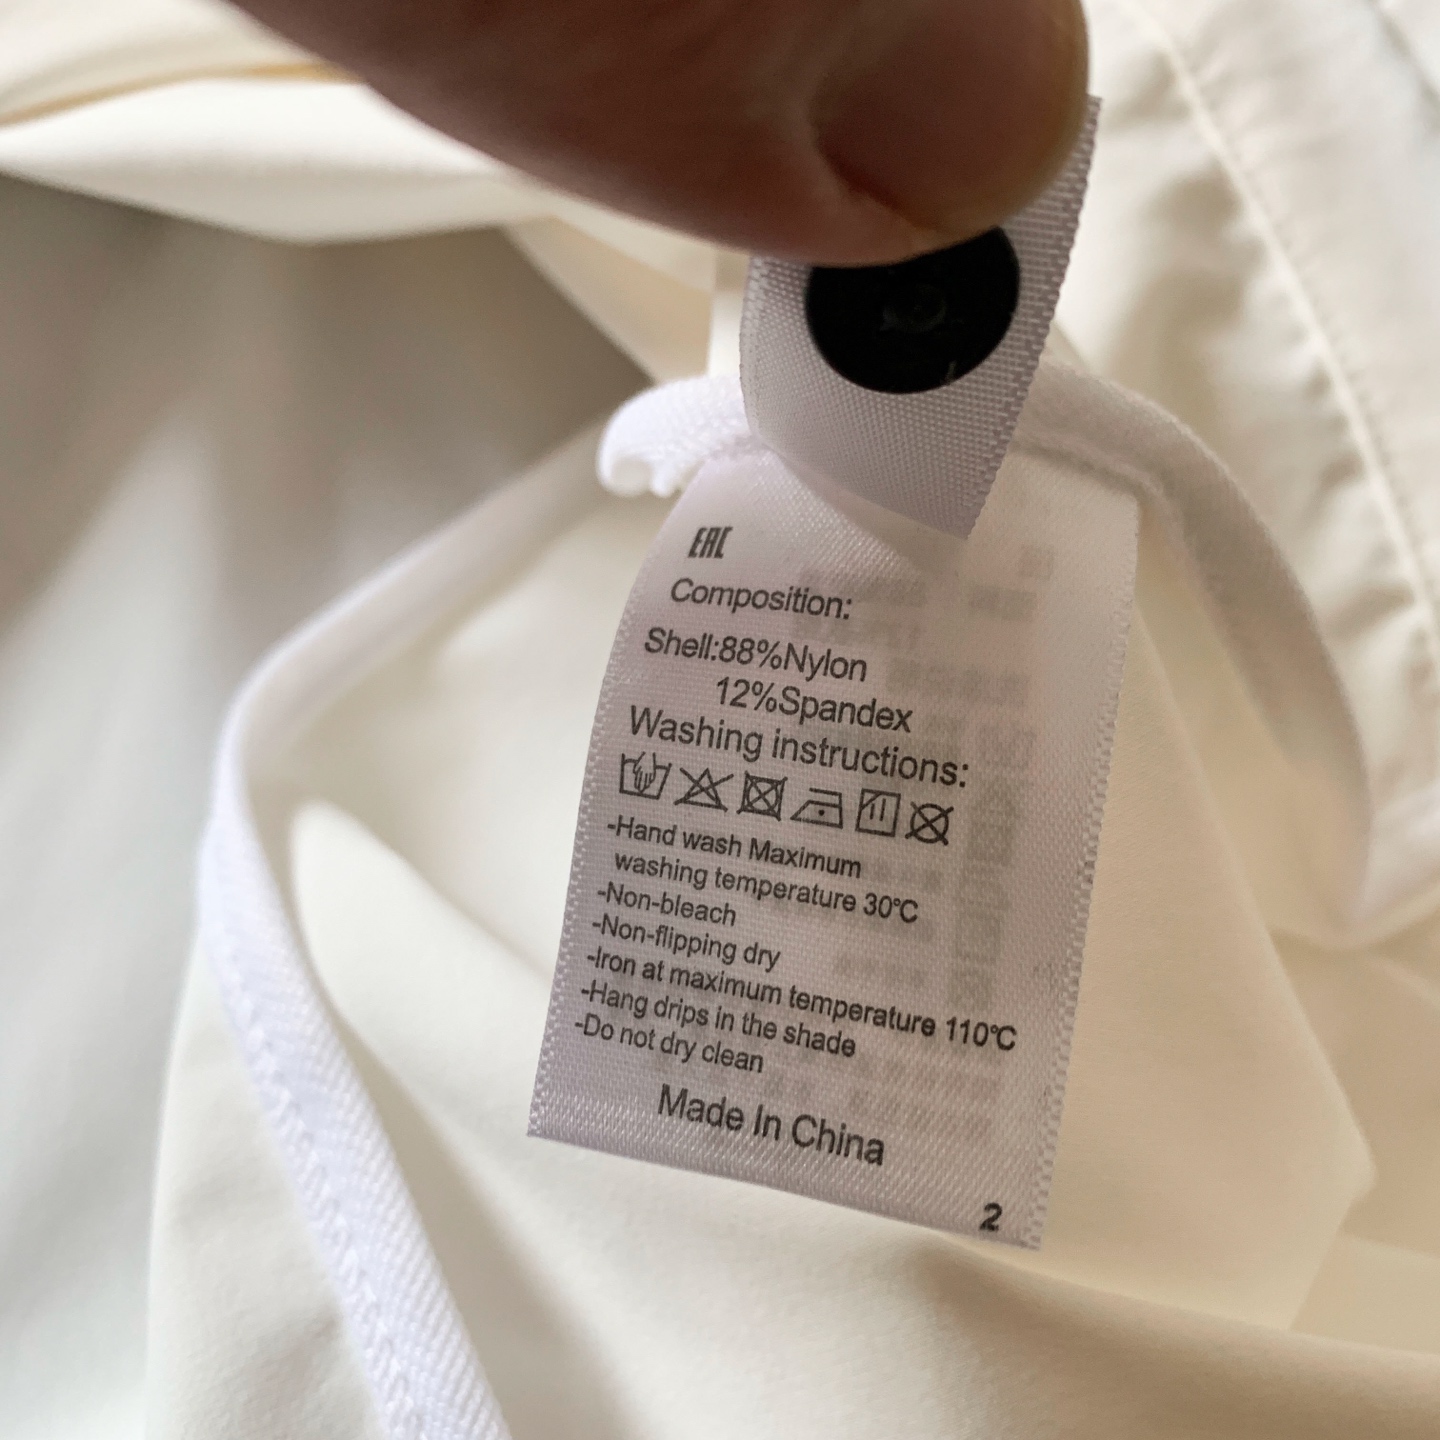 EAC
Composition:
Shell:88%Nylon
12%Spandex
Washing instructions:
-Hand wash Maximum
washing temperature 30℃
-Non-bleach
-Non-flipping dry
-Iron at maximum temperature 110℃
-Hang drips in the shade
-Do not dry clean
Made In China
2